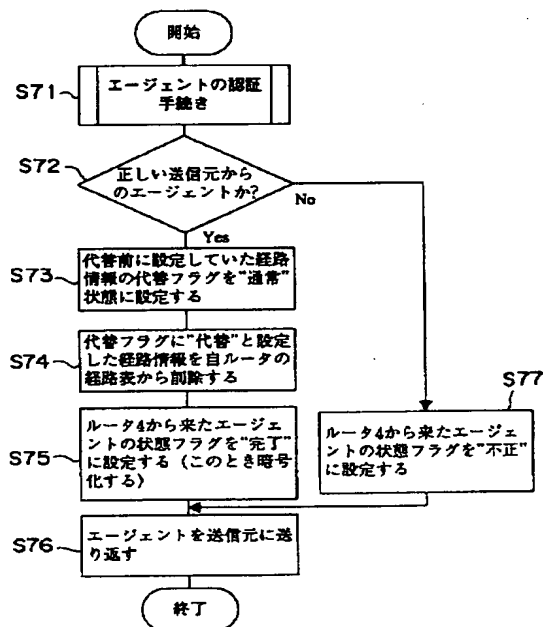 開始
S71
エージェントの認証
手続き
S72
正しい送信元から
のエージェントか?
No
Yes
S73
代替前に設定していた経路
情報の代替フラグを"通常"
状態に設定する
S74
代替フラグに"代替"と設定
した経路情報を自ルータの
経路表から削除する
S77
ルータ4から来たエージェ
ントの状態フラグを"不正"
に設定する
S75
ルータ4から来たエージェ
ントの状態フラグを"完了"
に設定する(このとき暗号
化する)
S76
エージェントを送信元に送
り返す
終了